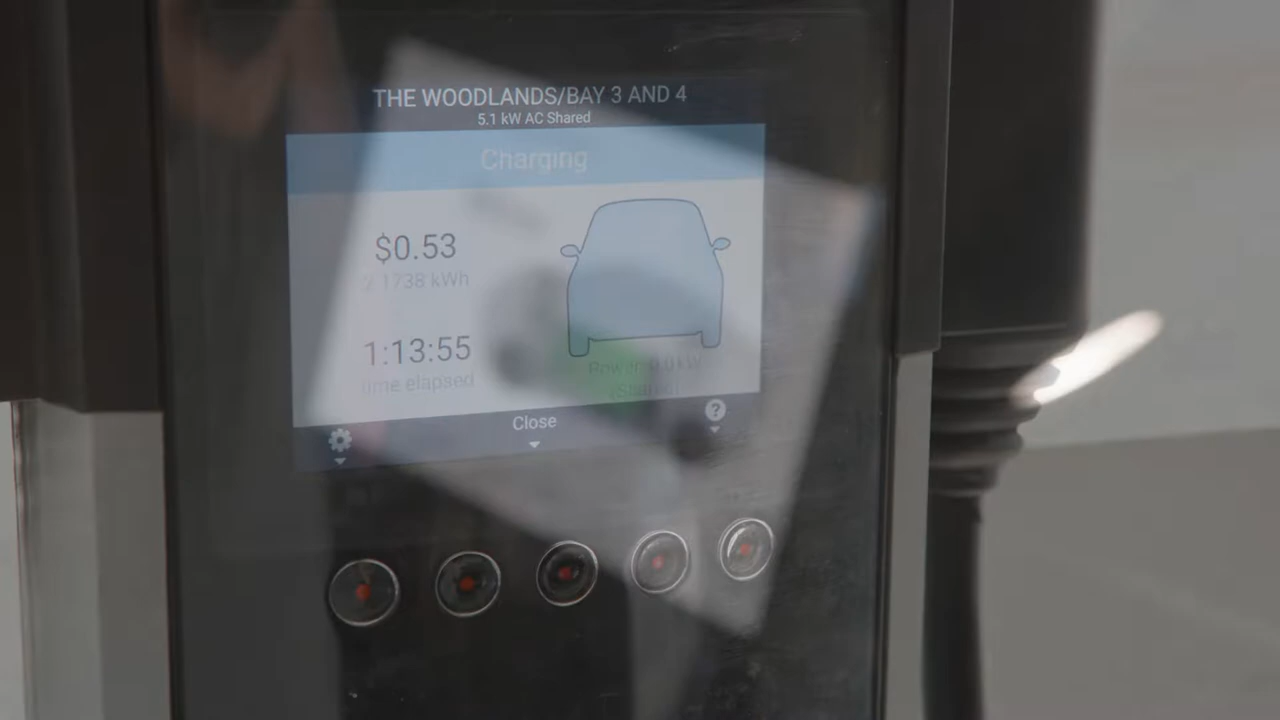 THE WOODLANDS/BAY 3 AND 4
5.1 kW AC Shared
Charging
$0.53
1738 kWh
1:13:55
time elapsed
Power: 0.0 kW
(Shared)
Close
?